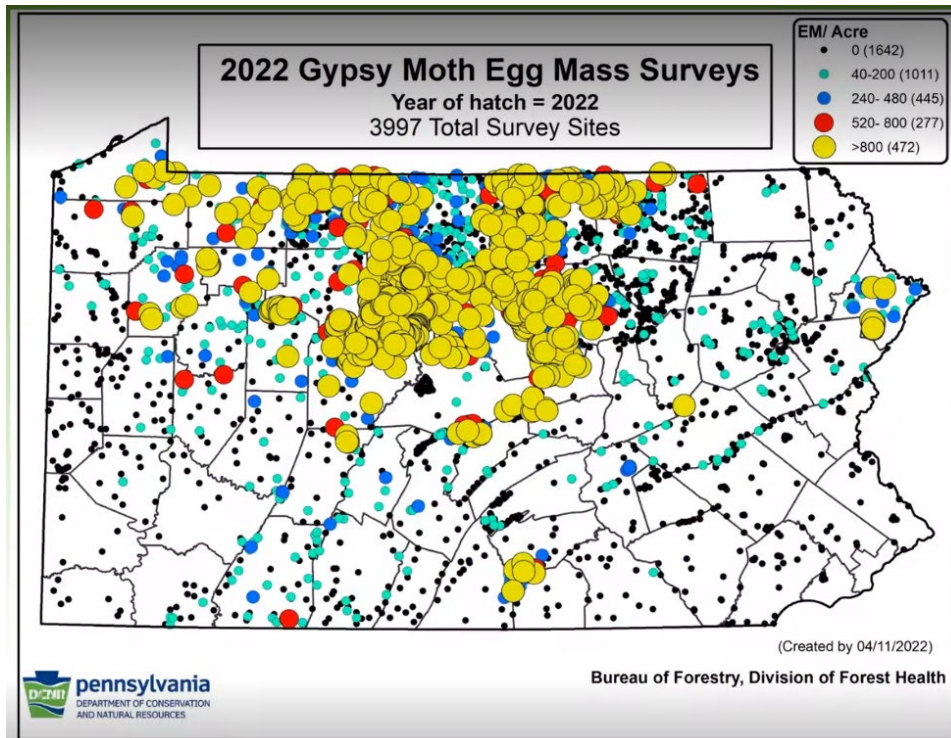 2022 Gypsy Moth Egg Mass Surveys
Year of hatch = 2022
3997 Total Survey Sites
EM/ Acre
0 (1642)
40-200 (1011)
240- 480 (445)
520- 800 (277)
>800 (472)
(Created by 04/11/2022)
Bureau of Forestry, Division of Forest Health
DCNR
pennsylvania
DEPARTMENT OF CONSERVATION
AND NATURAL RESOURCES